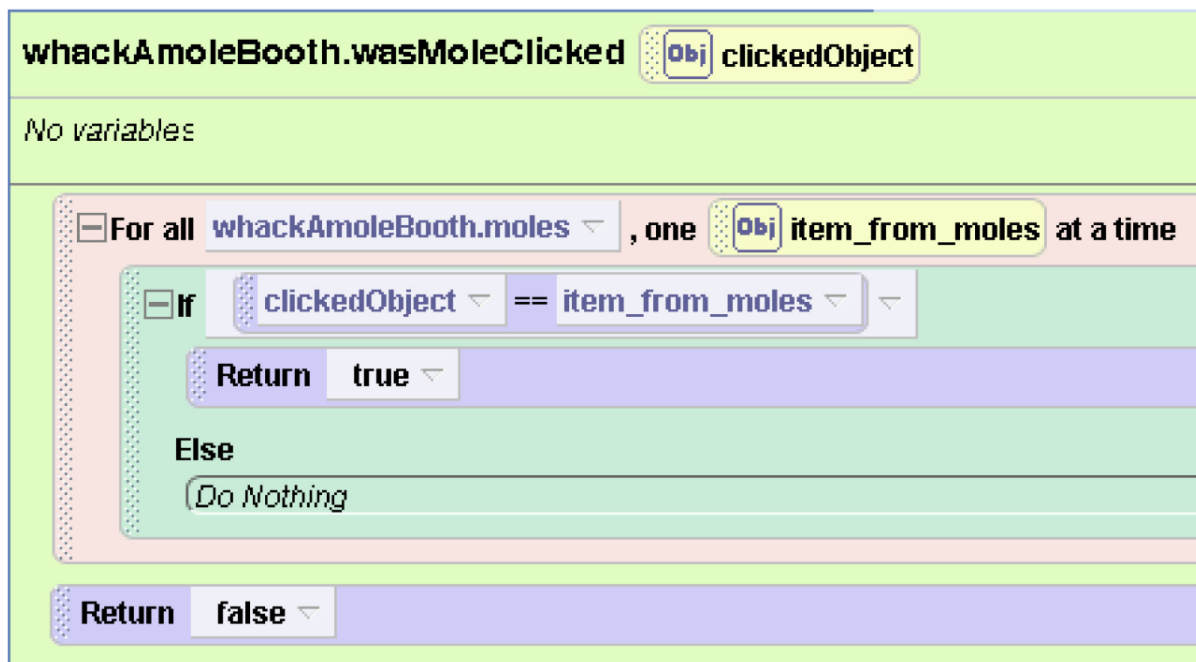 whackAmoleBooth.wasMoleClicked Obj clickedObject
No variables
For all whackAmoleBooth.moles , one Obj item_from_moles at a time
If clickedObject == item_from_moles
Return true
Else
(Do Nothing
Return false